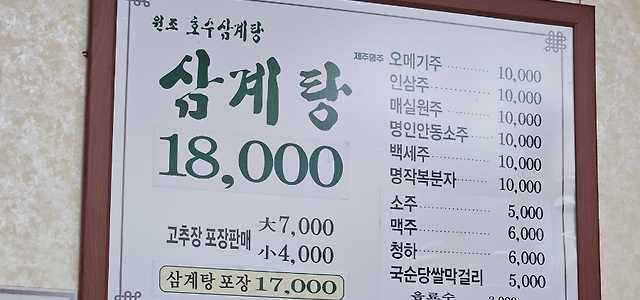 원조 호수삼계탕
삼계탕
18,000
고추장 포장판매 大 7,000
小 4,000
삼계탕 포장 17,000
제주명주 오메기주 10,000
인삼주 10,000
매실원주 10,000
명인안동소주 10,000
백세주 10,000
명작복분자 10,000
소주 5,000
맥주 6,000
청하 6,000
국순당쌀막걸리 5,000
음료수